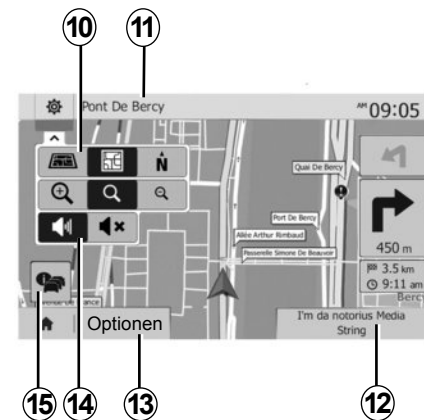 10 11
Pont De Bercy
AM 09:05
N
Quai De Bercy
Port De Bercy
Allée Arthur Rimbaud
Passerelle Simone De Beauvoir
450 m
3.5 km
9:11 am
Bercy
Optionen
I'm da notorius Media
String
15 14 13 12